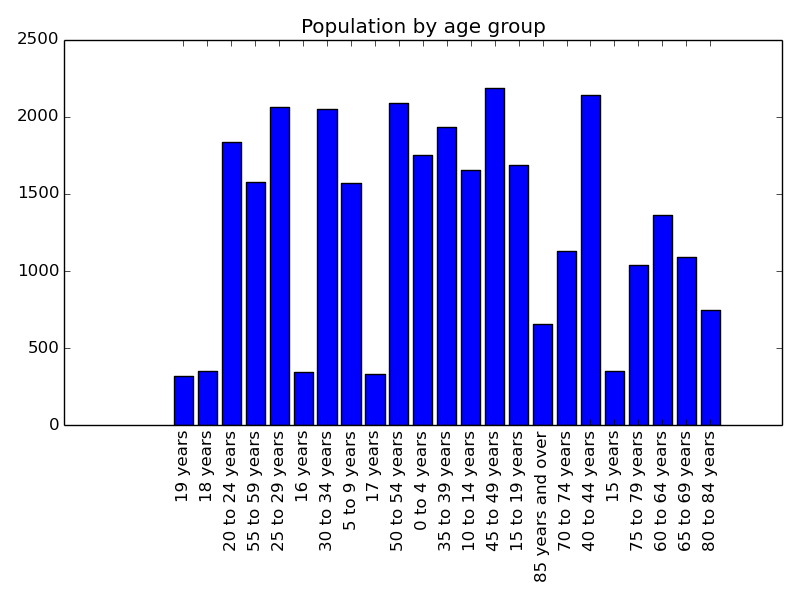 Population by age group
2500
2000
1500
1000
500
0
19 years
18 years
20 to 24 years
55 to 59 years
25 to 29 years
16 years
30 to 34 years
5 to 9 years
17 years
50 to 54 years
0 to 4 years
35 to 39 years
10 to 14 years
45 to 49 years
15 to 19 years
85 years and over
70 to 74 years
40 to 44 years
15 years
75 to 79 years
60 to 64 years
65 to 69 years
80 to 84 years